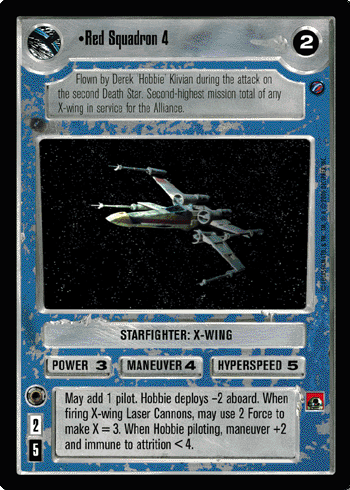 •Red Squadron 4
2
Flown by Derek 'Hobbie' Klivian during the attack on
the second Death Star. Second-highest mission total of any
X-wing in service for the Alliance.
STARFIGHTER: X-WING
POWER 3 MANEUVER 4 HYPERSPEED 5
May add 1 pilot. Hobbie deploys –2 aboard. When
firing X-wing Laser Cannons, may use 2 Force to
make X = 3. When Hobbie piloting, maneuver +2
and immune to attrition < 4.
2
5